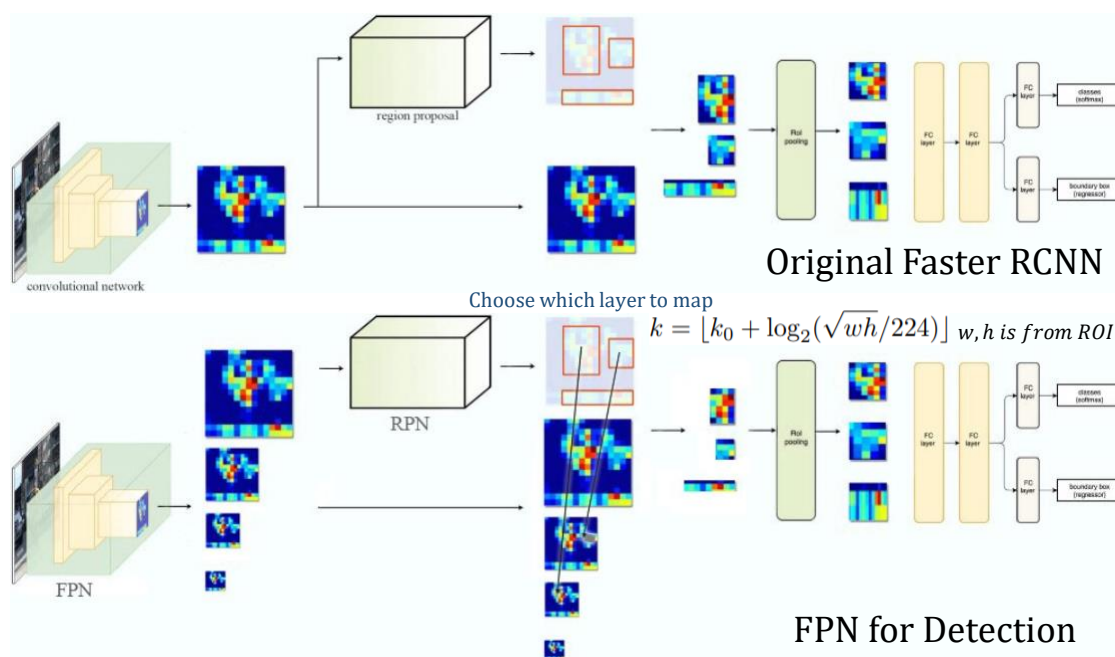 region proposal
convolutional network
RoI
pooling
FC
layer
FC
layer
FC
layer
classes
(softmax)
FC
layer
boundary box
(regressor)
Original Faster RCNN
Choose which layer to map
k = ⌊k₀ + log₂(√wh/224)⌋ w, h is from ROI
RPN
FPN
RoI
pooling
FC
layer
FC
layer
FC
layer
classes
(softmax)
FC
layer
boundary box
(regressor)
FPN for Detection